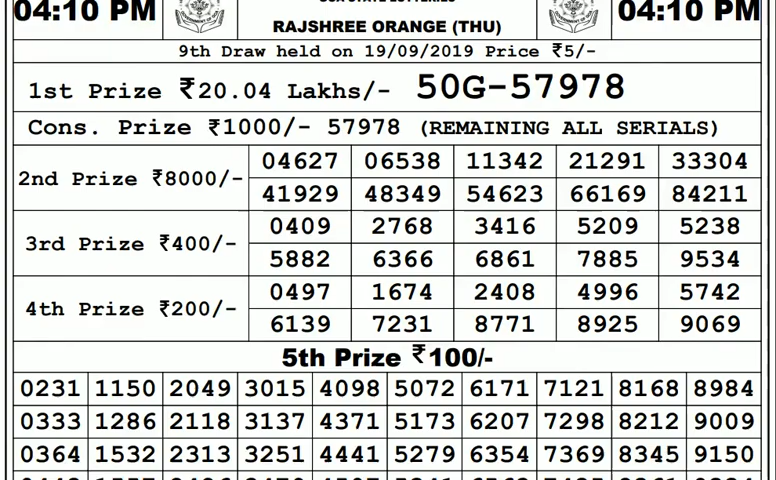 04:10 PM 04:10 PM
RAJSHREE ORANGE (THU)
9th Draw held on 19/09/2019 Price ₹5/-
1st Prize ₹20.04 Lakhs/- 50G-57978
Cons. Prize ₹1000/- 57978 (REMAINING ALL SERIALS)
2nd Prize ₹8000/-
04627 06538 11342 21291 33304
41929 48349 54623 66169 84211
3rd Prize ₹400/-
0409 2768 3416 5209 5238
5882 6366 6861 7885 9534
4th Prize ₹200/-
0497 1674 2408 4996 5742
6139 7231 8771 8925 9069
5th Prize ₹100/-
0231 1150 2049 3015 4098 5072 6171 7121 8168 8984
0333 1286 2118 3137 4371 5173 6207 7298 8212 9009
0364 1532 2313 3251 4441 5279 6354 7369 8345 9150